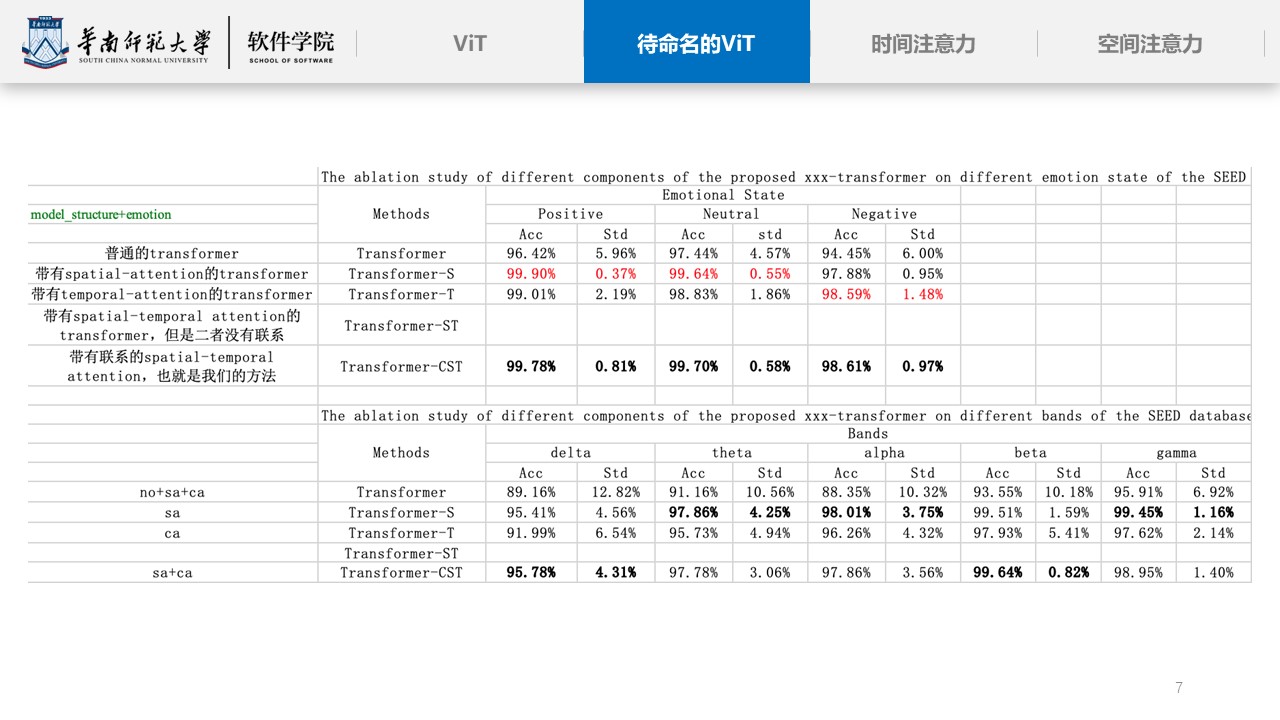 华南师范大学
SOUTH CHINA NORMAL UNIVERSITY
软件学院
SCHOOL OF SOFTWARE
ViT
待命名的ViT
时间注意力
空间注意力
The ablation study of different components of the proposed xxx-transformer on different emotion state of the SEED
Emotional State
model_structure+emotion
Methods
Positive Neutral Negative
Acc Std Acc std Acc Std
普通的transformer Transformer 96.42% 5.96% 97.44% 4.57% 94.45% 6.00%
带有spatial-attention的transformer Transformer-S 99.90% 0.37% 99.64% 0.55% 97.88% 0.95%
带有temporal-attention的transformer Transformer-T 99.01% 2.19% 98.83% 1.86% 98.59% 1.48%
带有spatial-temporal attention的
transformer，但是二者没有联系
Transformer-ST
带有联系的spatial-temporal
attention，也就是我们的方法
Transformer-CST 99.78% 0.81% 99.70% 0.58% 98.61% 0.97%
The ablation study of different components of the proposed xxx-transformer on different bands of the SEED database
Bands
Methods
delta theta alpha beta gamma
Acc Std Acc Std Acc Std Acc Std Acc Std
no+sa+ca Transformer 89.16% 12.82% 91.16% 10.56% 88.35% 10.32% 93.55% 10.18% 95.91% 6.92%
sa Transformer-S 95.41% 4.56% 97.86% 4.25% 98.01% 3.75% 99.51% 1.59% 99.45% 1.16%
ca Transformer-T 91.99% 6.54% 95.73% 4.94% 96.26% 4.32% 97.93% 5.41% 97.62% 2.14%
Transformer-ST
sa+ca Transformer-CST 95.78% 4.31% 97.78% 3.06% 97.86% 3.56% 99.64% 0.82% 98.95% 1.40%
7